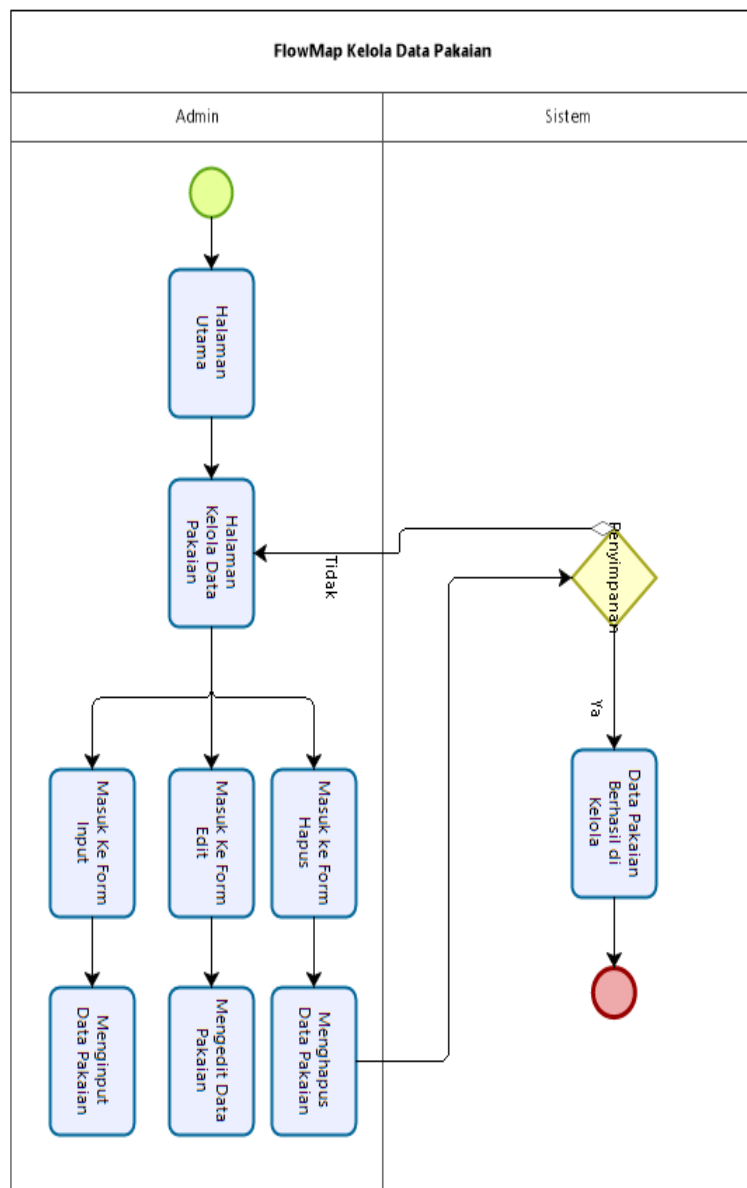 FlowMap Kelola Data Pakaian
Admin
Sistem
Halaman
Utama
Halaman
Kelola Data
Pakaian
Tidak
Penyimpanan
Ya
Masuk Ke Form
Input
Masuk Ke Form
Edit
Masuk ke Form
Hapus
Data Pakaian
Berhasil di
Kelola
Menginput
Data Pakaian
Mengedit Data
Pakaian
Menghapus
Data Pakaian